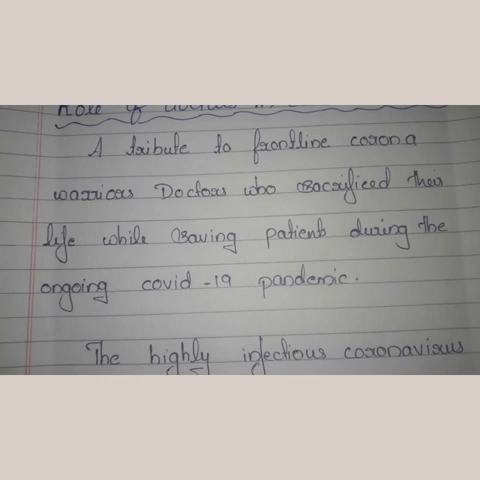 A tribute to frontline corona
warriors Doctors who sacrificed their
life while saving patients during the
ongoing covid-19 pandemic.
The highly infectious coronavirus